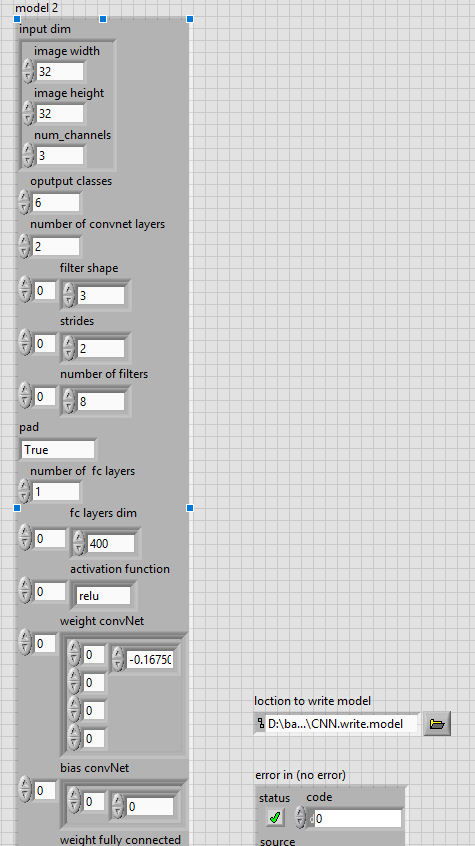 model 2
input dim
image width
32
image height
32
num_channels
3
oputput classes
6
number of convnet layers
2
filter shape
0 3
strides
0 2
number of filters
0 8
pad
True
number of fc layers
1
fc layers dim
0 400
activation function
0 relu
weight convNet
0 0 -0.1675
0
0
0
loction to write model
D:\ba...\CNN.write.model
bias convNet
0 0 0
error in (no error)
status code
0
weight fully connected
source